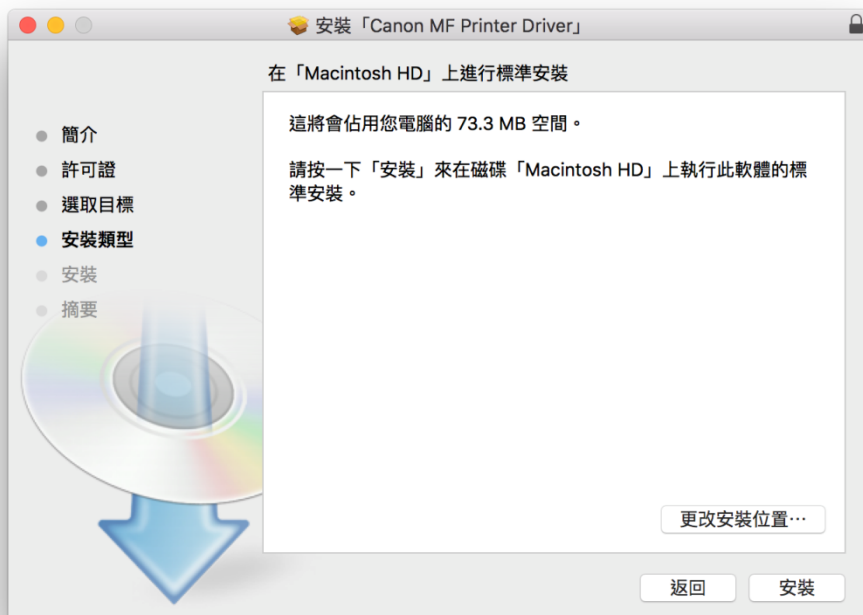 安裝「Canon MF Printer Driver」
在「Macintosh HD」上進行標準安裝
簡介
許可證
選取目標
安裝類型
安裝
摘要
這將會佔用您電腦的 73.3 MB 空間。
請按一下「安裝」來在磁碟「Macintosh HD」上執行此軟體的標
準安裝。
更改安裝位置⋯
返回
安裝